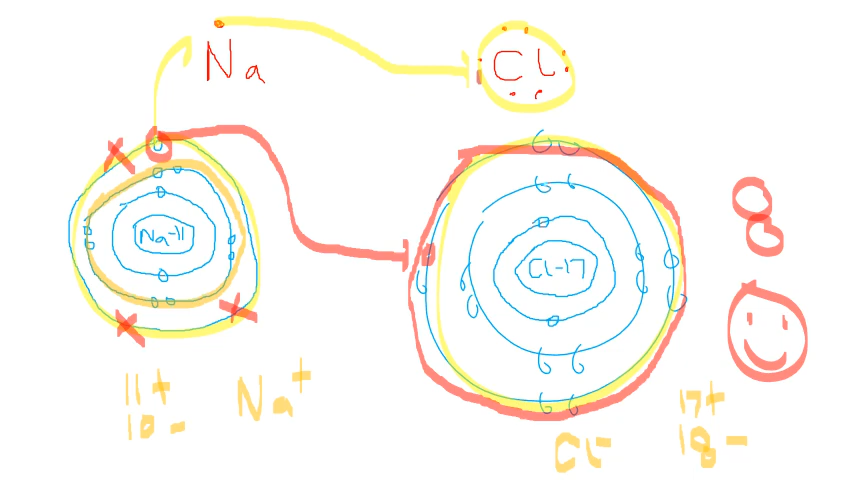 Na
Cl
Na-11
Cl-17
8
11+
10-
Na+
Cl-
17+
18-